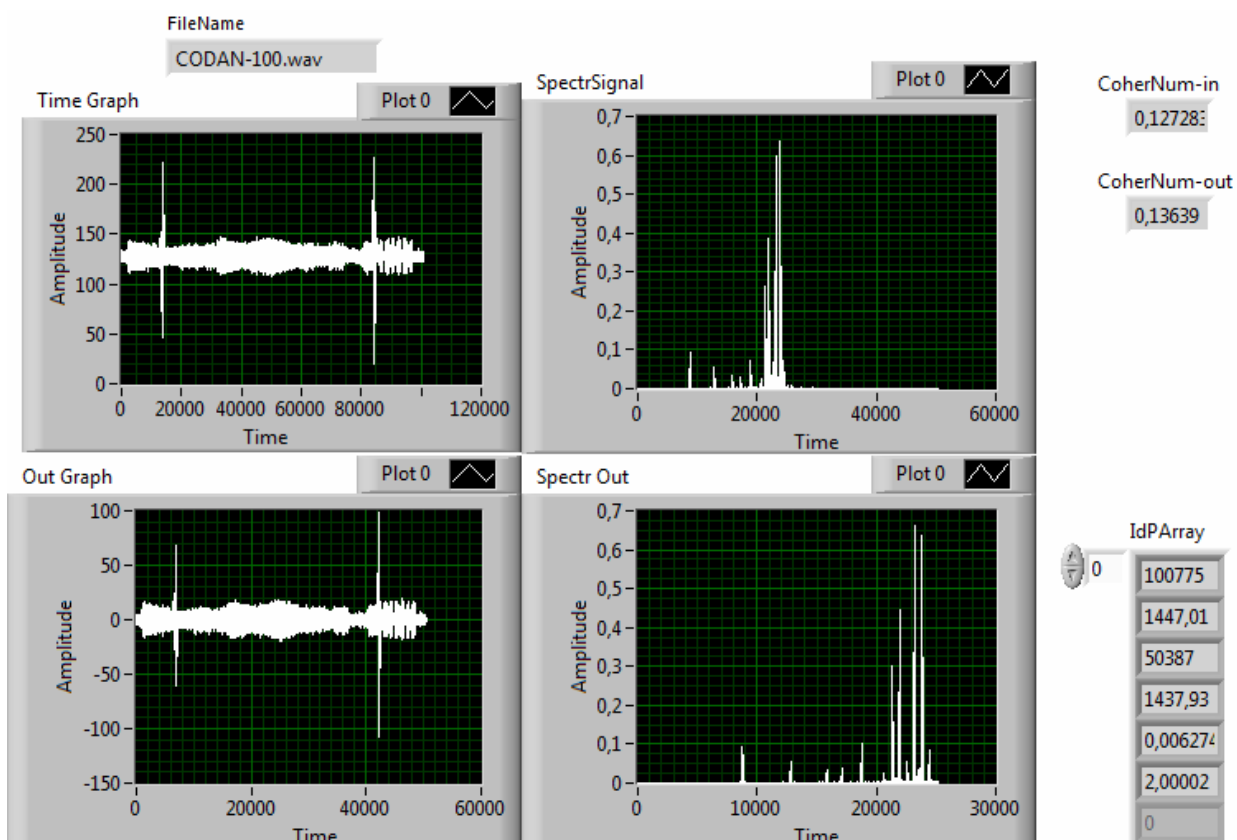 FileName
CODAN-100.wav
Time Graph
Plot 0
250
200
150
100
50
0
Amplitude
0 20000 40000 60000 80000 120000
Time
SpectrSignal
Plot 0
0,7
0,6
0,5
0,4
0,3
0,2
0,1
0
Amplitude
0 20000 40000 60000
Time
CoherNum-in
0,127283
CoherNum-out
0,13639
Out Graph
Plot 0
100
50
0
-50
-100
-150
Amplitude
0 20000 40000 60000
Time
Spectr Out
Plot 0
0,7
0,6
0,5
0,4
0,3
0,2
0,1
0
Amplitude
0 10000 20000 30000
Time
IdPArray
0
100775
1447,01
50387
1437,93
0,006274
2,00002
0